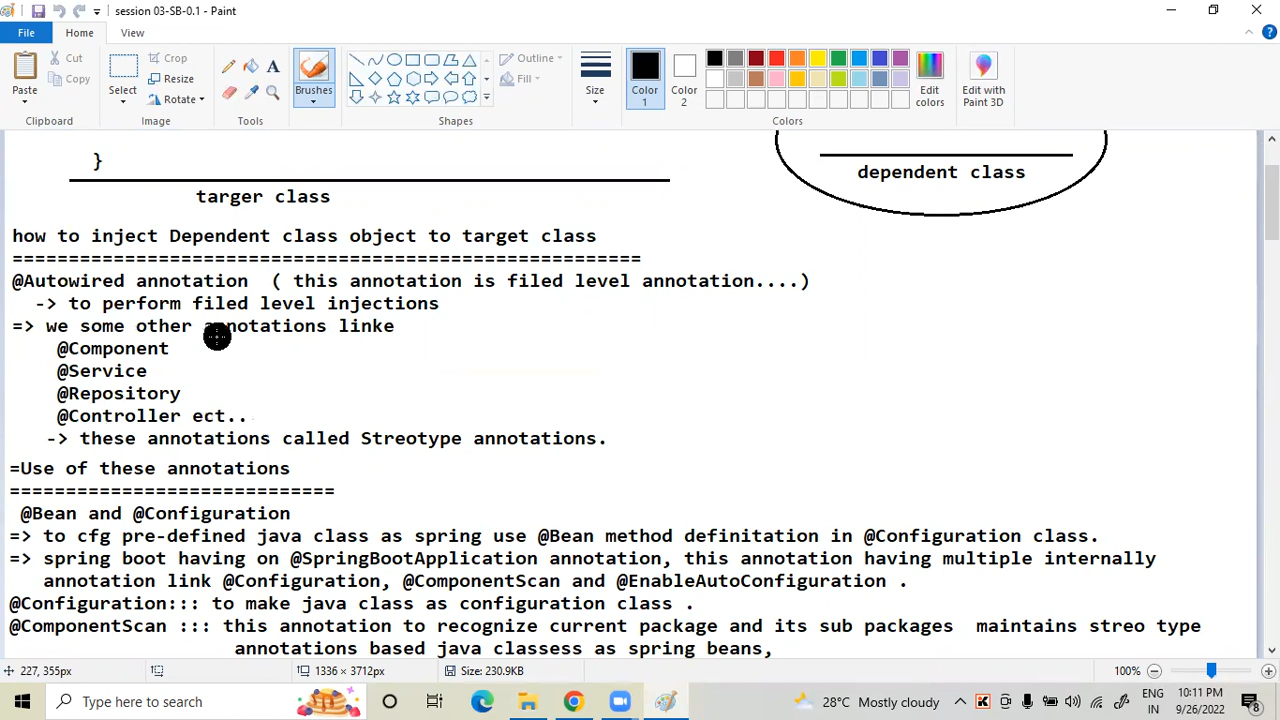 session 03-SB-0.1 - Paint
File Home View
Paste Cut Copy Select Crop Resize Rotate Brushes Outline Fill Size Color 1 Color 2 Edit colors Edit with Paint 3D
Clipboard Image Tools Shapes Colors
}
targer class
dependent class
how to inject Dependent class object to target class
========================================================
@Autowired annotation ( this annotation is filed level annotation....)
-> to perform filed level injections
=> we some other annotations linke
@Component
@Service
@Repository
@Controller ect..
-> these annotations called Streotype annotations.
=Use of these annotations
=============================
@Bean and @Configuration
=> to cfg pre-defined java class as spring use @Bean method definitation in @Configuration class.
=> spring boot having on @SpringBootApplication annotation, this annotation having multiple internally
annotation link @Configuration, @ComponentScan and @EnableAutoConfiguration .
@Configuration::: to make java class as configuration class .
@ComponentScan ::: this annotation to recognize current package and its sub packages maintains streo type
annotations based java classess as spring beans,
227, 355px 1336 × 3712px Size: 230.9KB 100%
Type here to search 28°C Mostly cloudy ENG IN 10:11 PM 9/26/2022 8